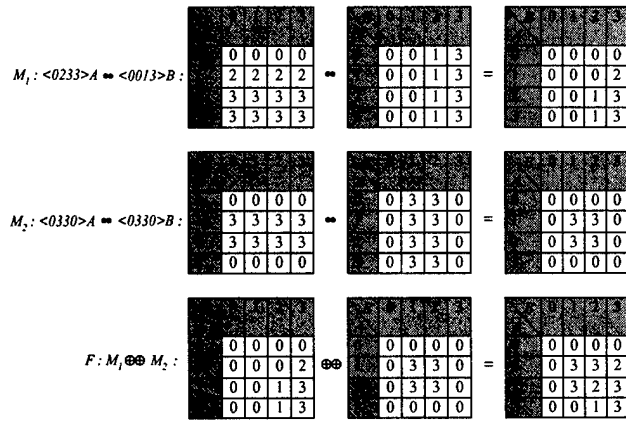 0 1 2 3 0 1 2 3
0 0 0 0 0 0 1 3 0 0 0 0
M₁ : <0233>A •• <0013>B : 2 2 2 2 •• 0 0 1 3 = 0 0 0 2
3 3 3 3 0 0 1 3 0 0 1 3
3 3 3 3 0 0 1 3 0 0 1 3
0 0 0 0 0 3 3 0 0 0 0 0
M₂ : <0330>A •• <0330>B : 3 3 3 3 •• 0 3 3 0 = 0 3 3 0
3 3 3 3 0 3 3 0 0 3 3 0
0 0 0 0 0 3 3 0 0 0 0 0
0 0 0 0 0 0 0 0 0 0 0 0
F : M₁ ⊕⊕ M₂ : 0 0 0 2 ⊕⊕ 0 3 3 0 = 0 3 3 2
0 0 1 3 0 3 3 0 0 3 2 3
0 0 1 3 0 0 0 0 0 0 1 3